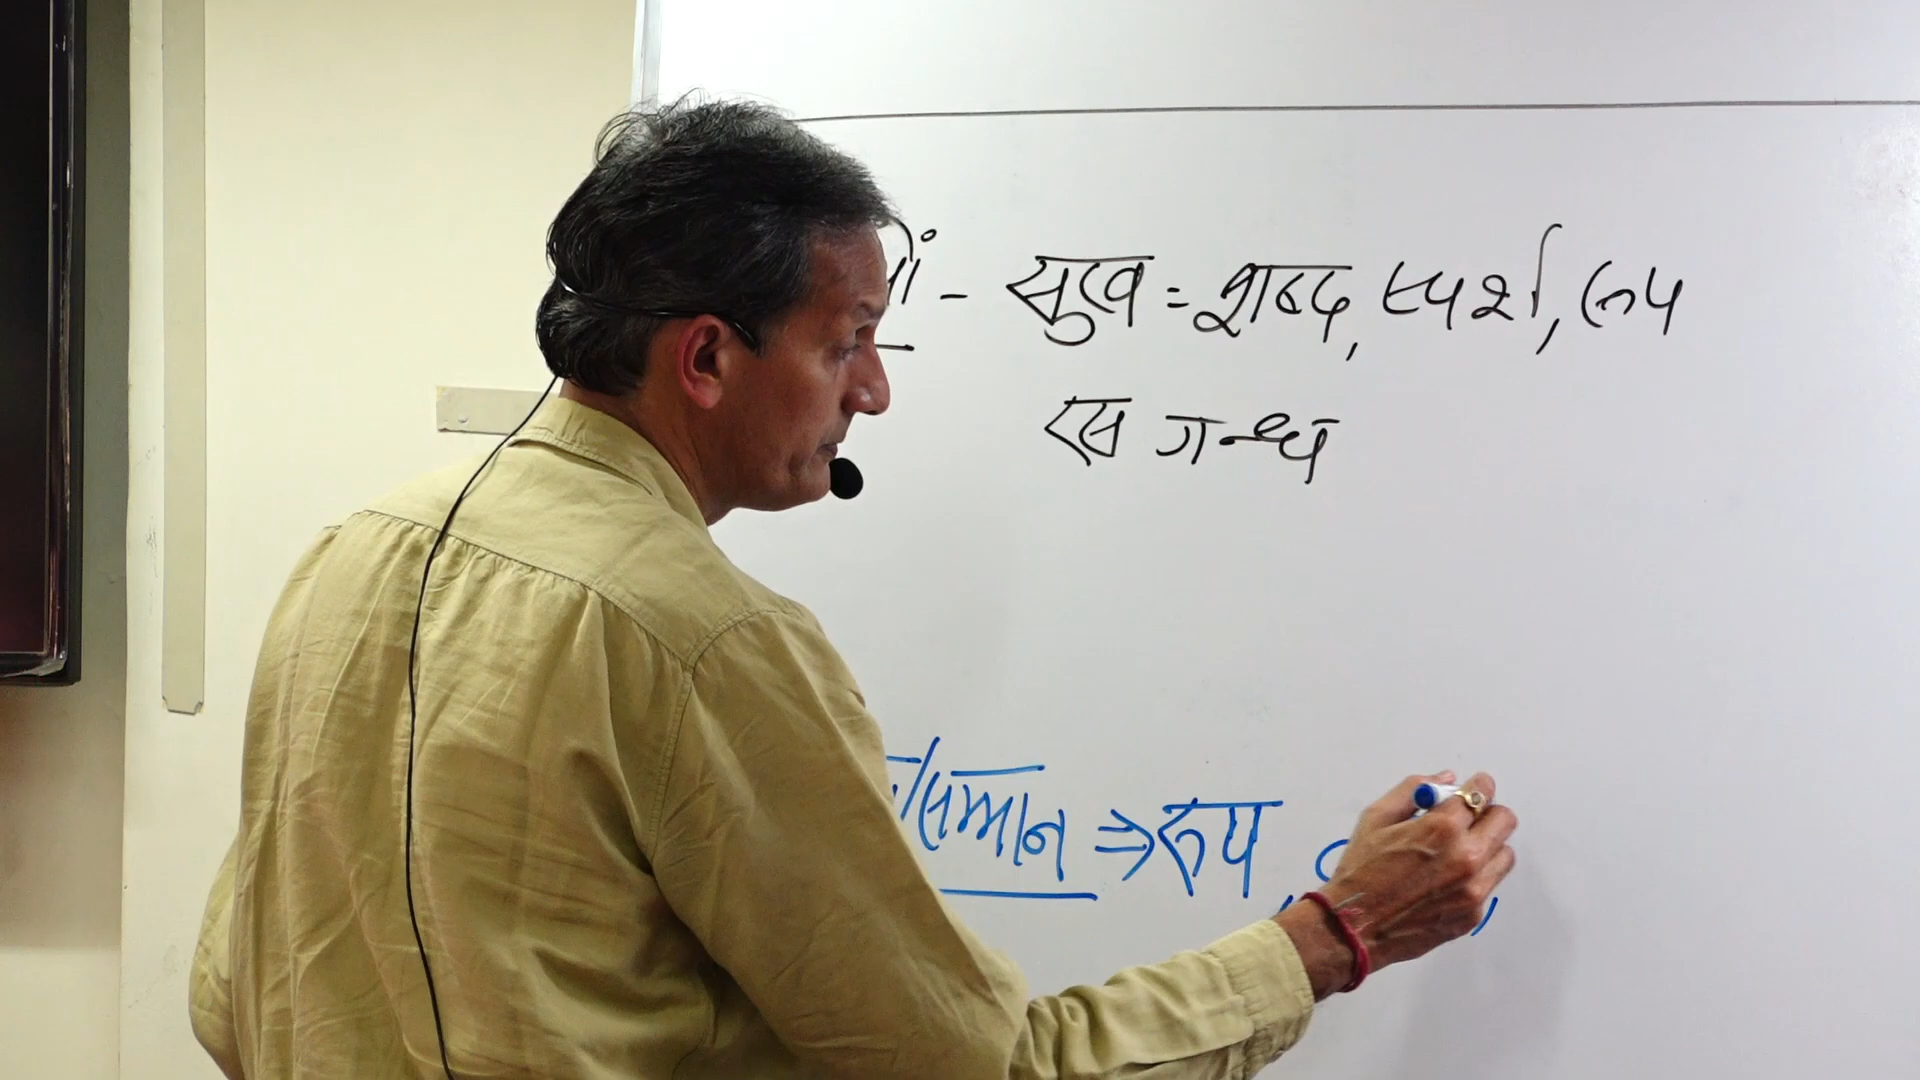 - सुख = शब्द, स्पर्श, रूप
रस गन्ध
/सम्मान ⇒ रूप ,